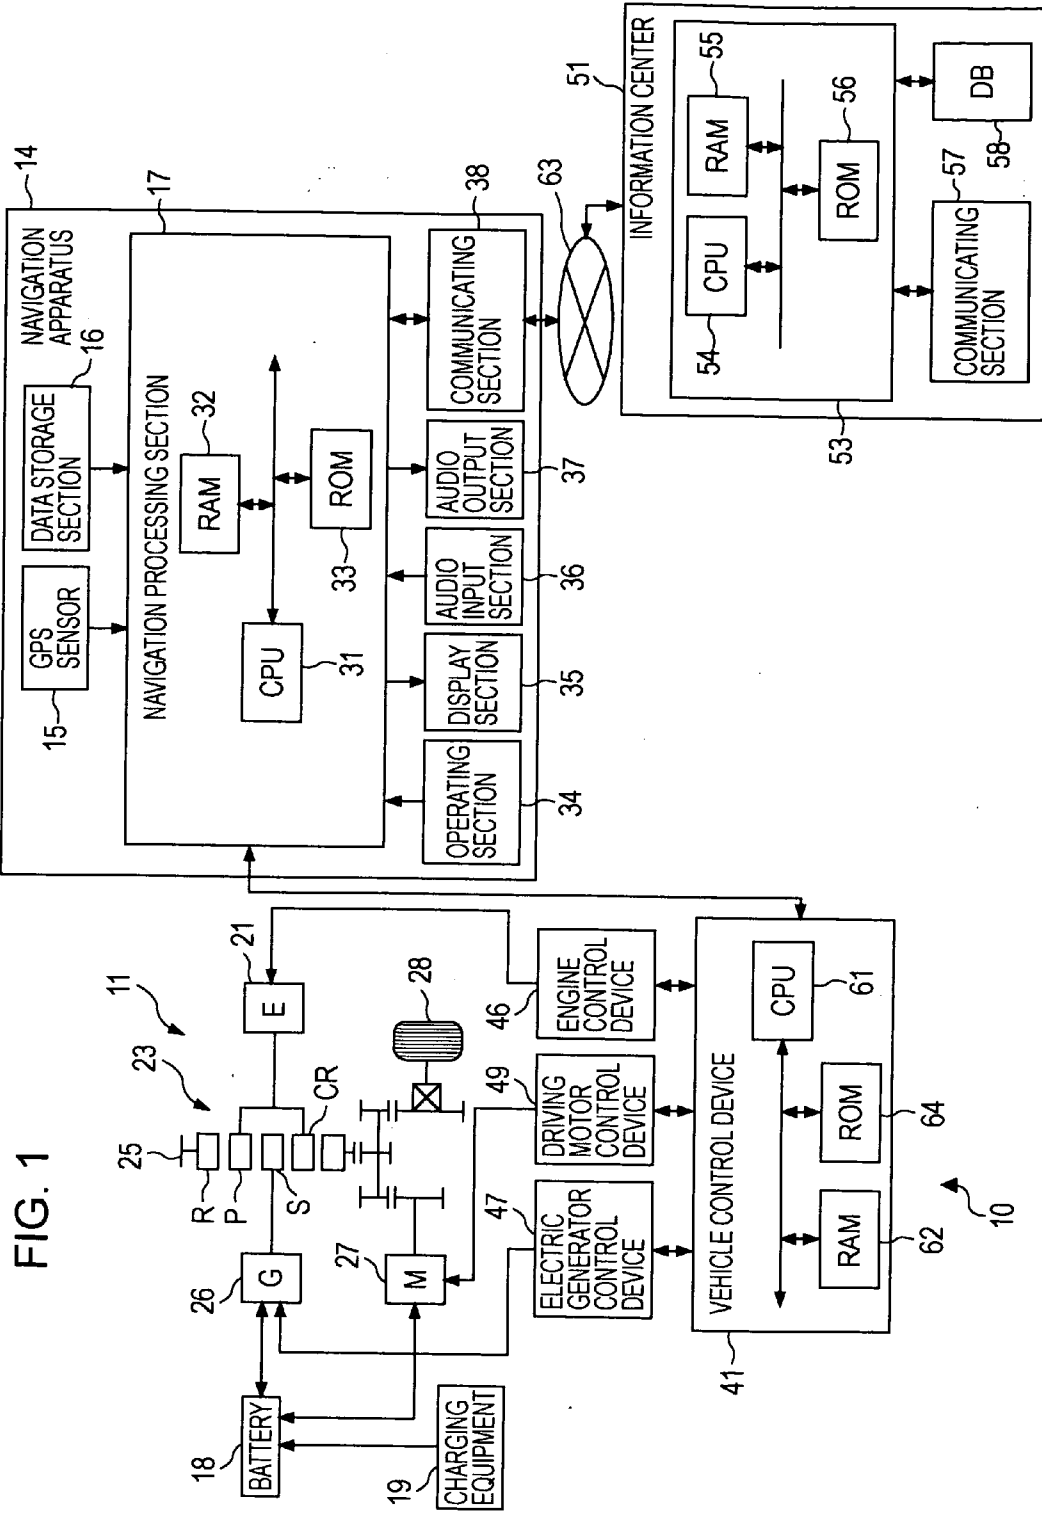 FIG. 1
10
11
23
25
R
P
S
CR
21
E
26
G
27
M
28
18
BATTERY
19
CHARGING
EQUIPMENT
46
ENGINE
CONTROL
DEVICE
49
DRIVING
MOTOR
CONTROL
DEVICE
47
ELECTRIC
GENERATOR
CONTROL
DEVICE
41
VEHICLE CONTROL DEVICE
CPU
61
ROM
64
RAM
62
14
NAVIGATION
APPARATUS
15
GPS
SENSOR
16
DATA STORAGE
SECTION
17
NAVIGATION PROCESSING SECTION
CPU
31
RAM
32
ROM
33
OPERATING
SECTION
34
DISPLAY
SECTION
35
AUDIO
INPUT
SECTION
36
AUDIO
OUTPUT
SECTION
37
COMMUNICATING
SECTION
38
63
51
INFORMATION CENTER
53
CPU
54
RAM
55
ROM
56
COMMUNICATING
SECTION
57
DB
58